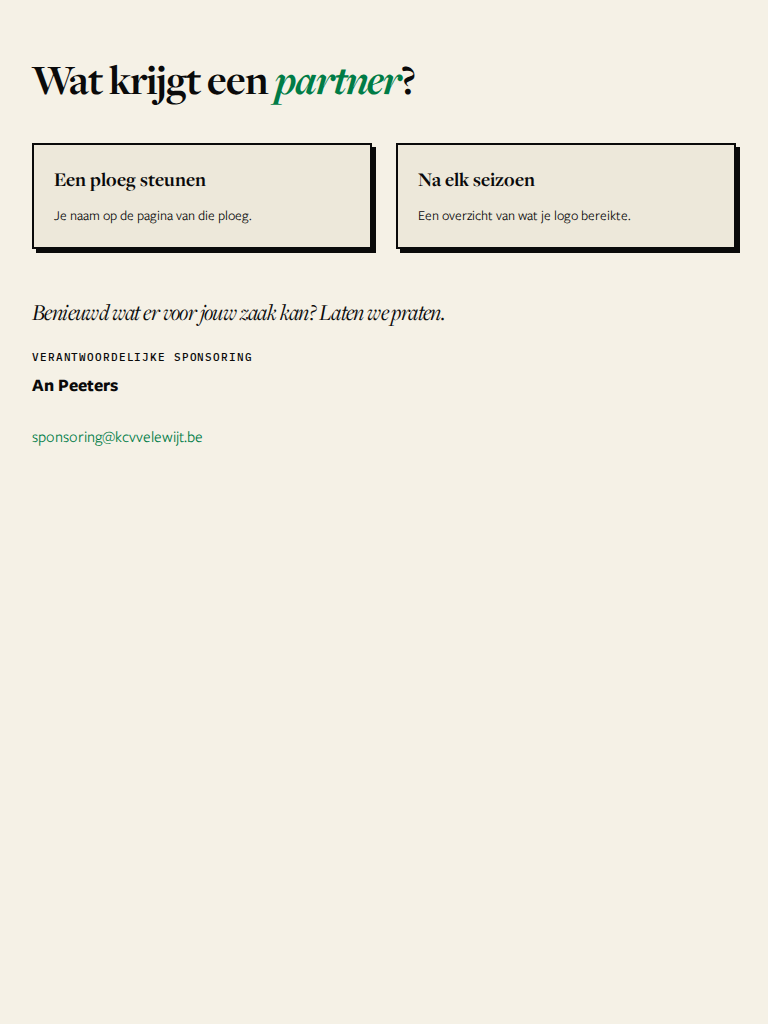 Wat krijgt een partner?
Een ploeg steunen
Je naam op de pagina van die ploeg.
Na elk seizoen
Een overzicht van wat je logo bereikte.
Benieuwd wat er voor jouw zaak kan? Laten we praten.
VERANTWOORDELIJKE SPONSORING
An Peeters
sponsoring@kcvvelewijt.be